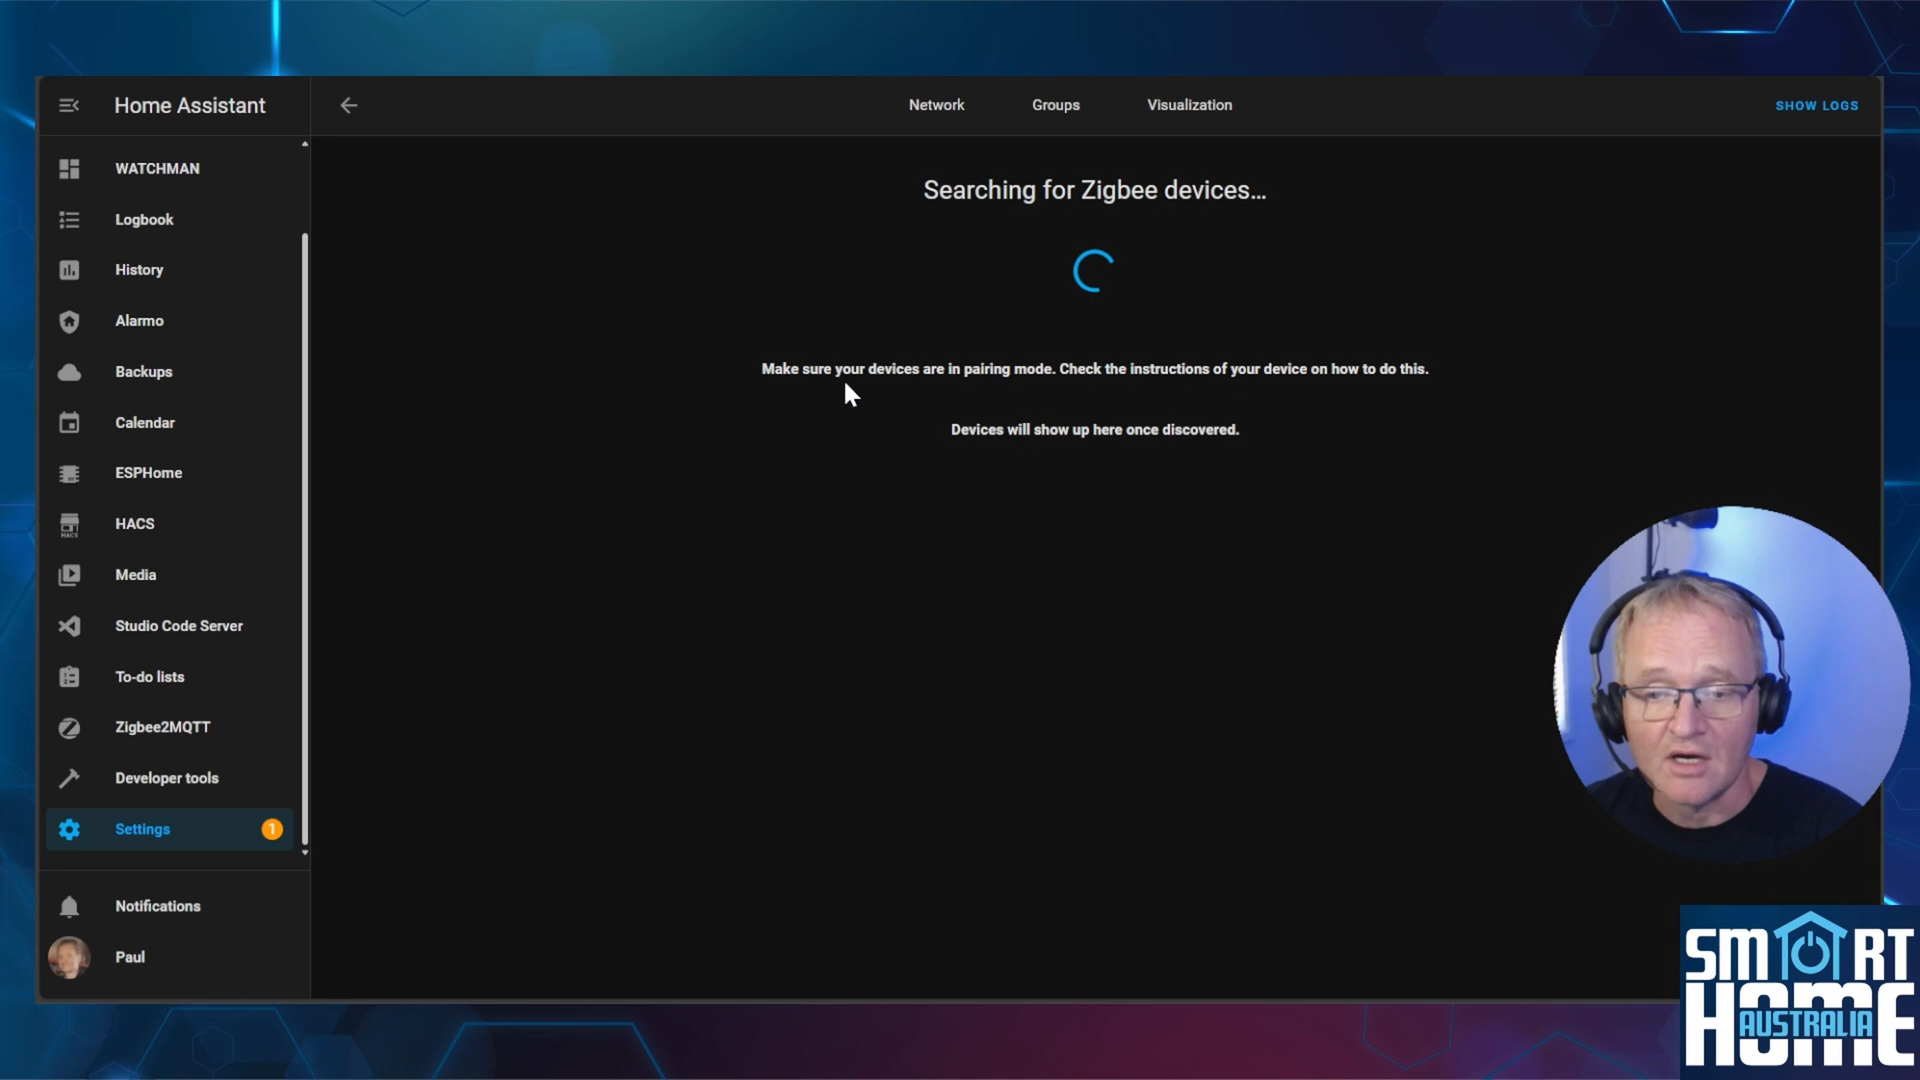 Home Assistant
Network
Groups
Visualization
SHOW LOGS
WATCHMAN
Logbook
History
Alarmo
Backups
Calendar
ESPHome
HACS
HACS
Media
Studio Code Server
To-do lists
Zigbee2MQTT
Developer tools
Settings
1
Notifications
Paul
Searching for Zigbee devices...
Make sure your devices are in pairing mode. Check the instructions of your device on how to do this.
Devices will show up here once discovered.
SMART
HOME
AUSTRALIA